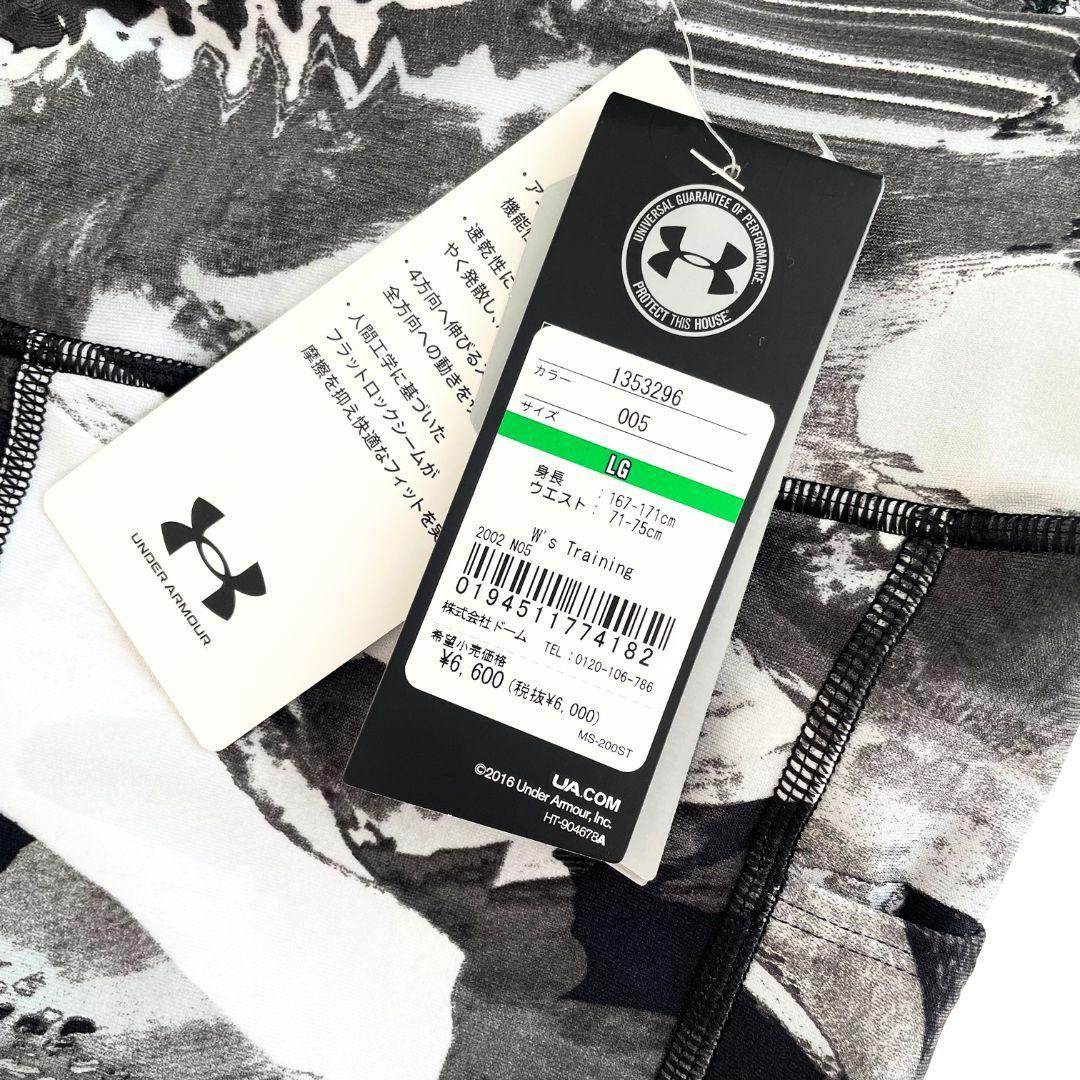 ・ア
機能
・速乾性に
やく発散し、
・4方向へ伸びる
全方向への動きを
・人間工学に基づいた
フラットロックシームが
摩擦を抑え快適なフィットを実
UNDER ARMOUR
UNIVERSAL GUARANTEE OF PERFORMANCE
PROTECT THIS HOUSE
1353296
カラー 005
サイズ
LG
身長 : 167-171cm
ウエスト : 71-75cm
W's Training
2002 N05
0194511774182
株式会社ドーム TEL:0120-106-786
希望小売価格
¥6,600(税抜¥6,000)
MS-200ST
UA.COM
©2016 Under Armour, Inc.
HT-904678A